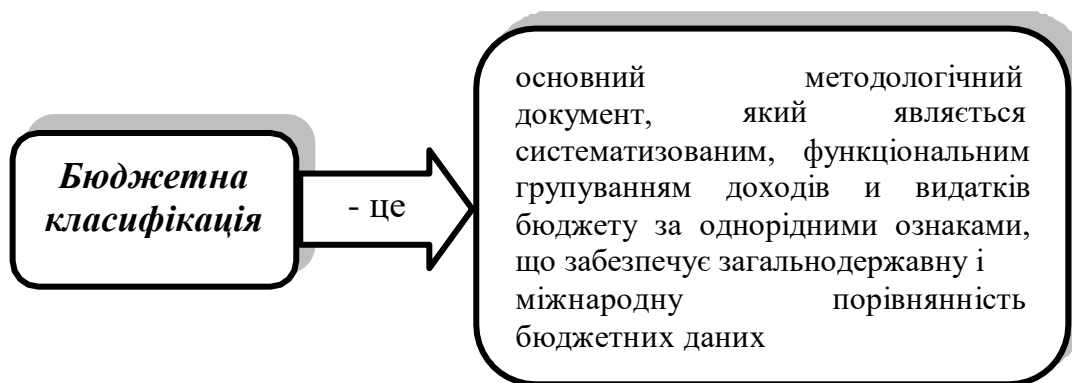 Бюджетна
класифікація
- це
основний методологічний
документ, який являється
систематизованим, функціональним
групуванням доходів и видатків
бюджету за однорідними ознаками,
що забезпечує загальнодержавну і
міжнародну порівнянність
бюджетних даних